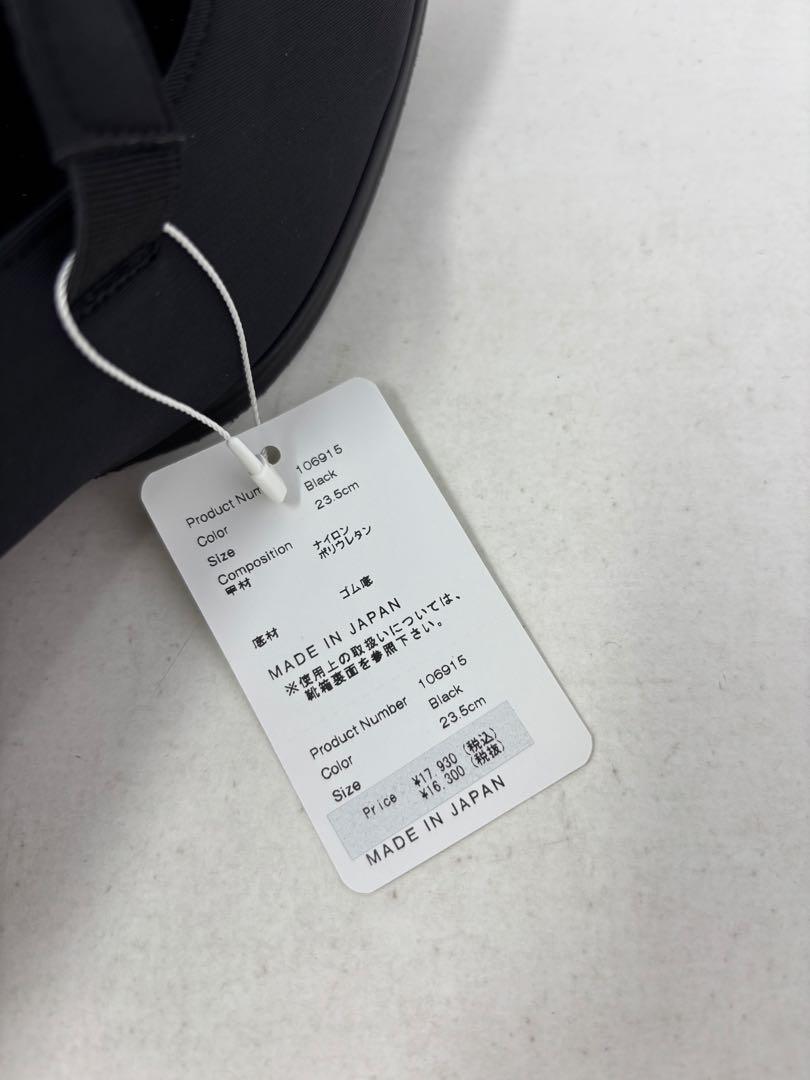 Product Num 106915
Color Black
Size 23.5cm
Composition ナイロン
甲材 ポリウレタン
底材 ゴム底
MADE IN JAPAN
※使用上の取扱いについては、
靴箱裏面を参照下さい。
Product Number 106915
Color Black
Size 23.5cm
Price ¥17,930 (税込)
¥16,300 (税抜)
MADE IN JAPAN